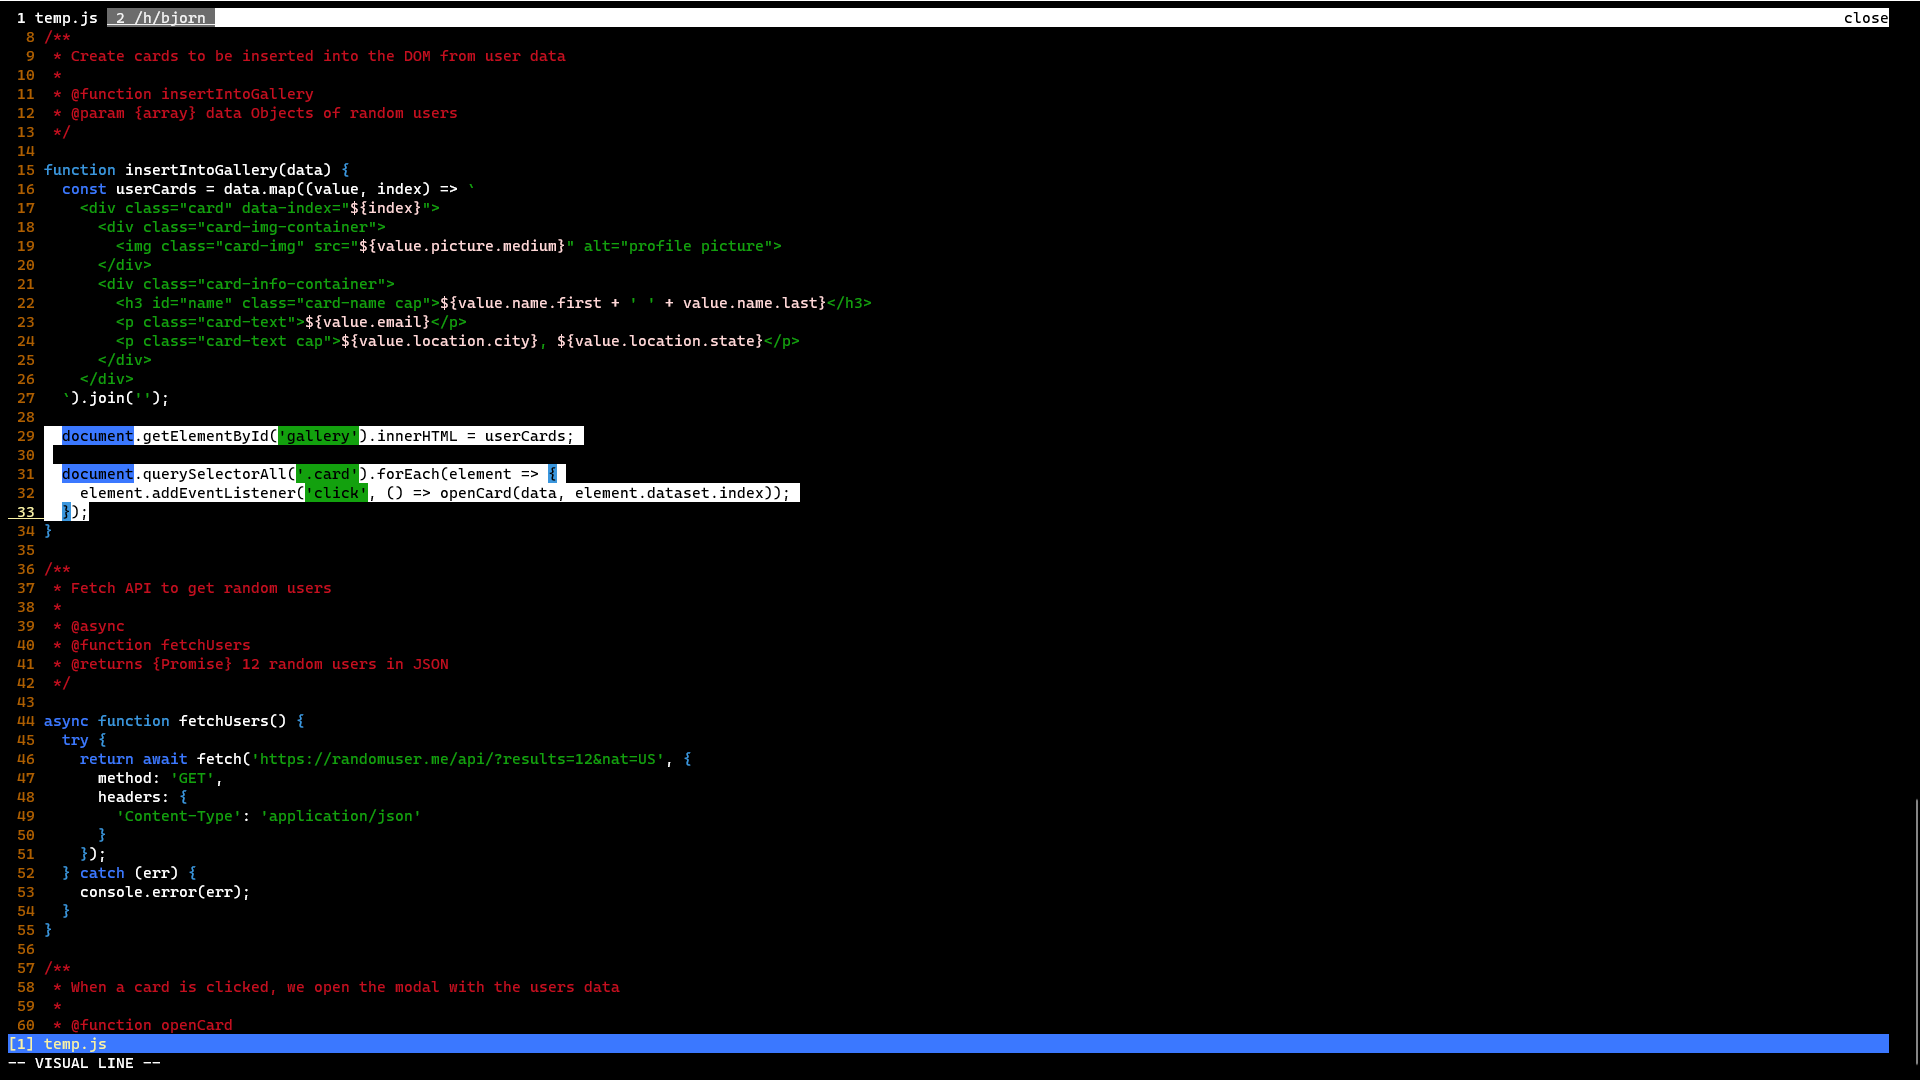 1 temp.js  2 /h/bjorn  close
8 /**
9  * Create cards to be inserted into the DOM from user data
10  *
11  * @function insertIntoGallery
12  * @param {array} data Objects of random users
13  */
14
15 function insertIntoGallery(data) {
16   const userCards = data.map((value, index) => `
17     <div class="card" data-index="${index}">
18       <div class="card-img-container">
19         <img class="card-img" src="${value.picture.medium}" alt="profile picture">
20       </div>
21       <div class="card-info-container">
22         <h3 id="name" class="card-name cap">${value.name.first + ' ' + value.name.last}</h3>
23         <p class="card-text">${value.email}</p>
24         <p class="card-text cap">${value.location.city}, ${value.location.state}</p>
25       </div>
26     </div>
27   `).join('');
28
29   document.getElementById('gallery').innerHTML = userCards;
30
31   document.querySelectorAll('.card').forEach(element => {
32     element.addEventListener('click', () => openCard(data, element.dataset.index));
33   });
34 }
35
36 /**
37  * Fetch API to get random users
38  *
39  * @async
40  * @function fetchUsers
41  * @returns {Promise} 12 random users in JSON
42  */
43
44 async function fetchUsers() {
45   try {
46     return await fetch('https://randomuser.me/api/?results=12&nat=US', {
47       method: 'GET',
48       headers: {
49         'Content-Type': 'application/json'
50       }
51     });
52   } catch (err) {
53     console.error(err);
54   }
55 }
56
57 /**
58  * When a card is clicked, we open the modal with the users data
59  *
60  * @function openCard
[1] temp.js
-- VISUAL LINE --